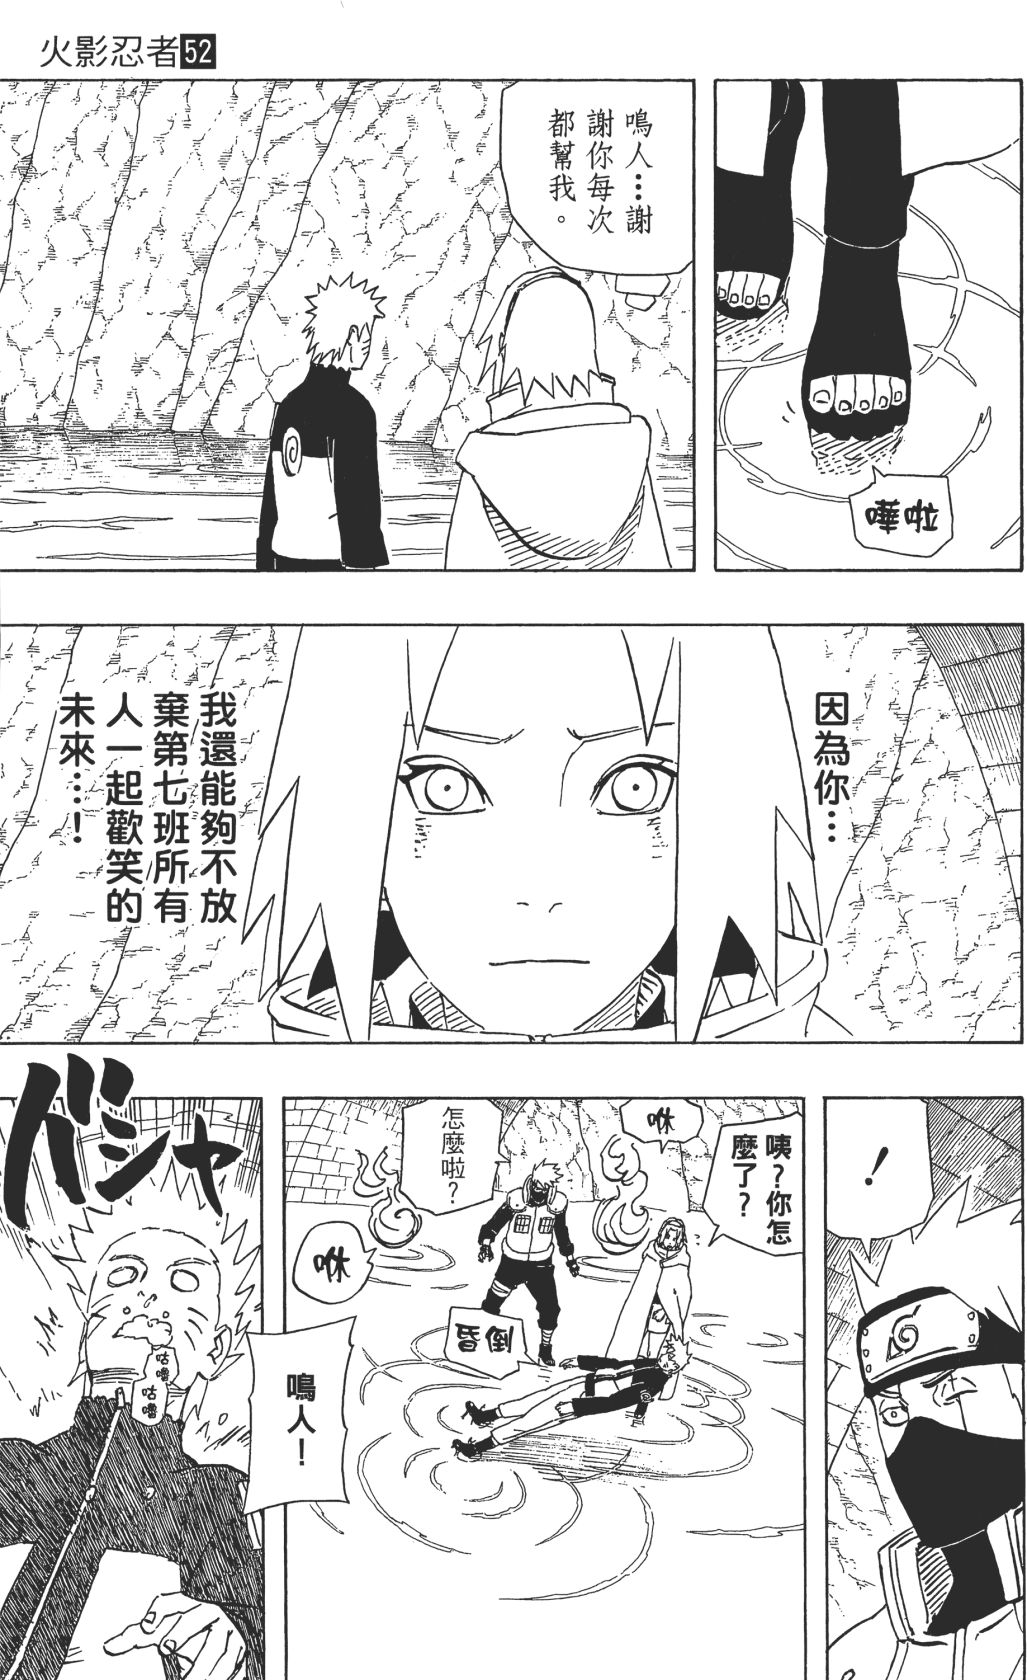 火影忍者52
嘩啦
鳴人…謝
謝你每次
都幫我。
因為你…
我還能夠不放
棄第七班所有
人一起歡笑的
未來…！
！
咦？你怎
麼了？
咻
怎麼啦？
咻
昏倒
鳴人！
バシャ
咕嚕
咕嚕